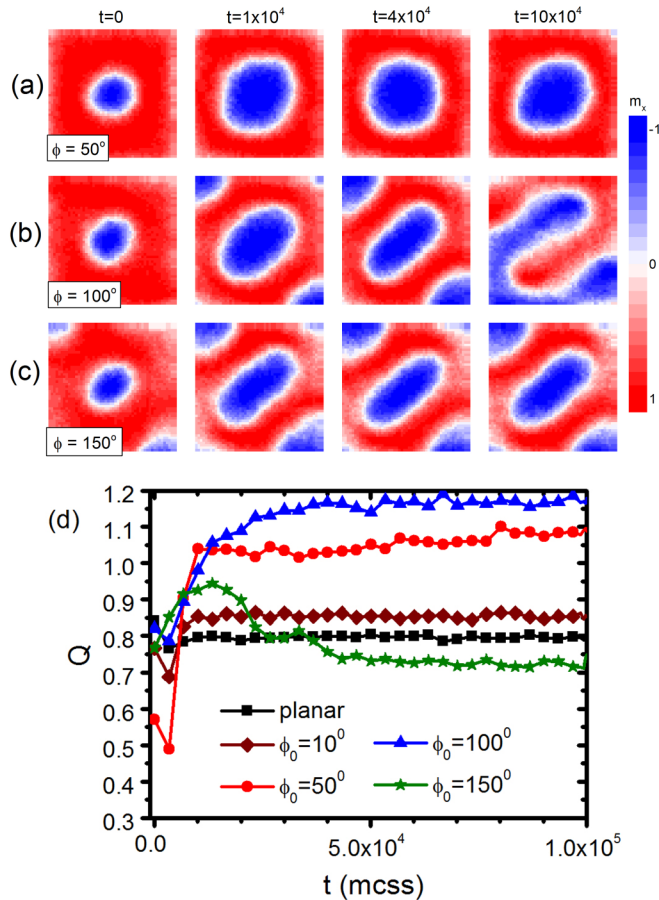 t=0 t=1x10⁴ t=4x10⁴ t=10x10⁴
(a)
ϕ = 50°
mₓ
-1
(b)
ϕ = 100°
0
(c)
ϕ = 150°
1
(d)
1.2
1.1
1.0
0.9
0.8
0.7
0.6
0.5
0.4
0.3
Q
planar
ϕ₀=10⁰
ϕ₀=50⁰
ϕ₀=100⁰
ϕ₀=150⁰
0.0 5.0x10⁴ 1.0x10⁵
t (mcss)